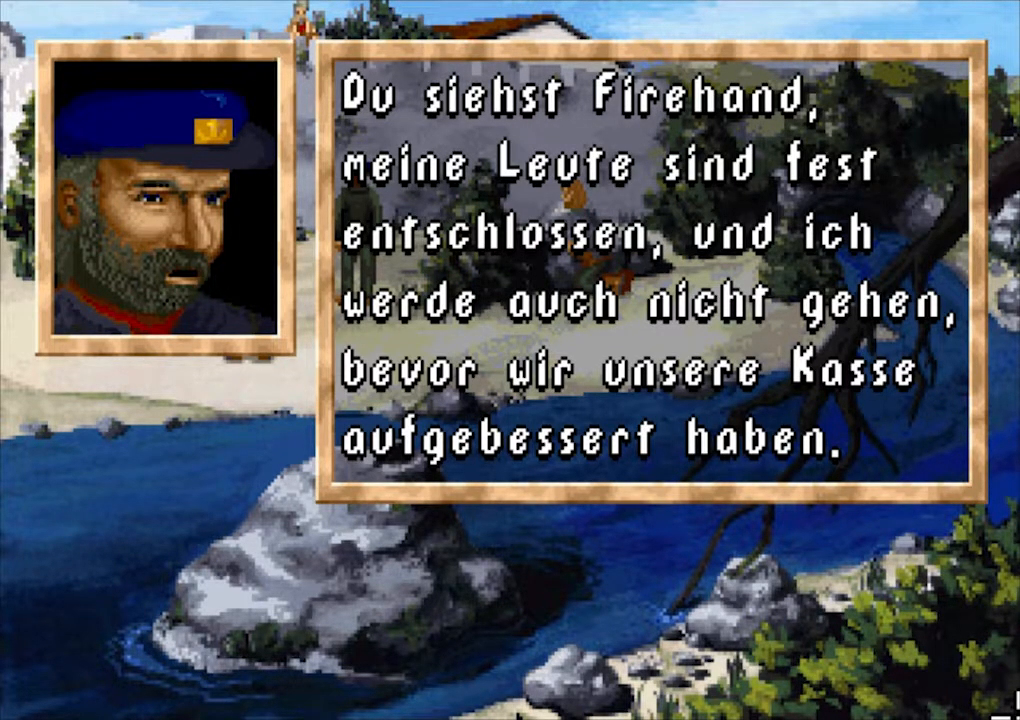 Du siehst Firehand,
meine Leute sind fest
entschlossen, und ich
werde auch nicht gehen,
bevor wir unsere Kasse
aufgebessert haben.